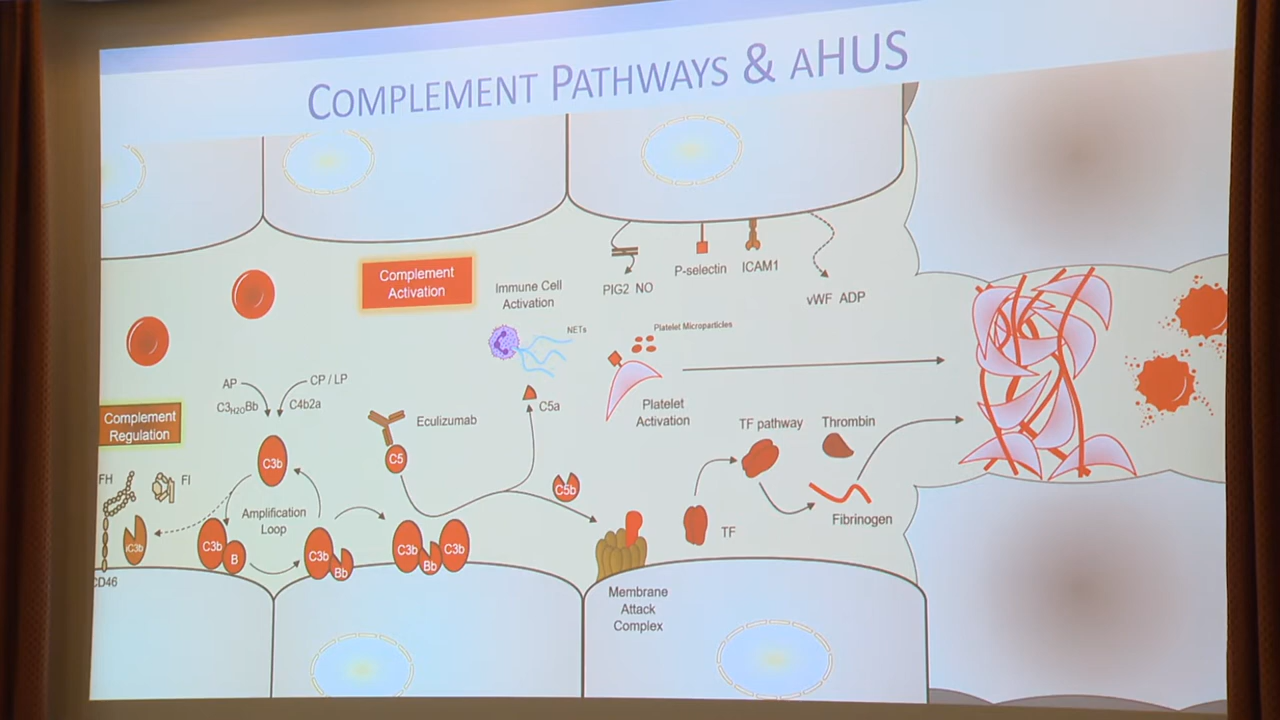 COMPLEMENT PATHWAYS & AHUS
Complement
Activation
Immune Cell
Activation
NETs
PIG2 NO
P-selectin
ICAM1
vWF ADP
Platelet Microparticles
Platelet
Activation
AP
C3H2OBb
CP / LP
C4b2a
Complement
Regulation
C3b
Eculizumab
C5
C5a
C5b
TF pathway
Thrombin
Fibrinogen
TF
FH
FI
iC3b
CD46
Amplification
Loop
C3b
B
C3b
Bb
C3b
Bb
C3b
Membrane
Attack
Complex